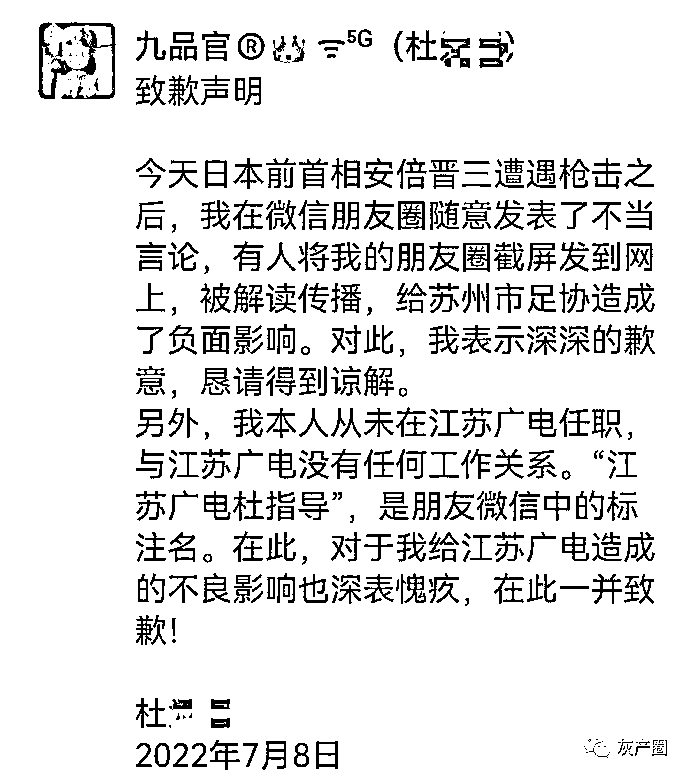 九品官® 5G（杜
致歉声明
今天日本前首相安倍晋三遭遇枪击之
后，我在微信朋友圈随意发表了不当
言论，有人将我的朋友圈截屏发到网
上，被解读传播，给苏州市足协造成
了负面影响。对此，我表示深深的歉
意，恳请得到谅解。
另外，我本人从未在江苏广电任职，
与江苏广电没有任何工作关系。“江
苏广电杜指导”，是朋友微信中的标
注名。在此，对于我给江苏广电造成
的不良影响也深表愧疚，在此一并致
歉！
杜
2022年7月8日
灰产圈